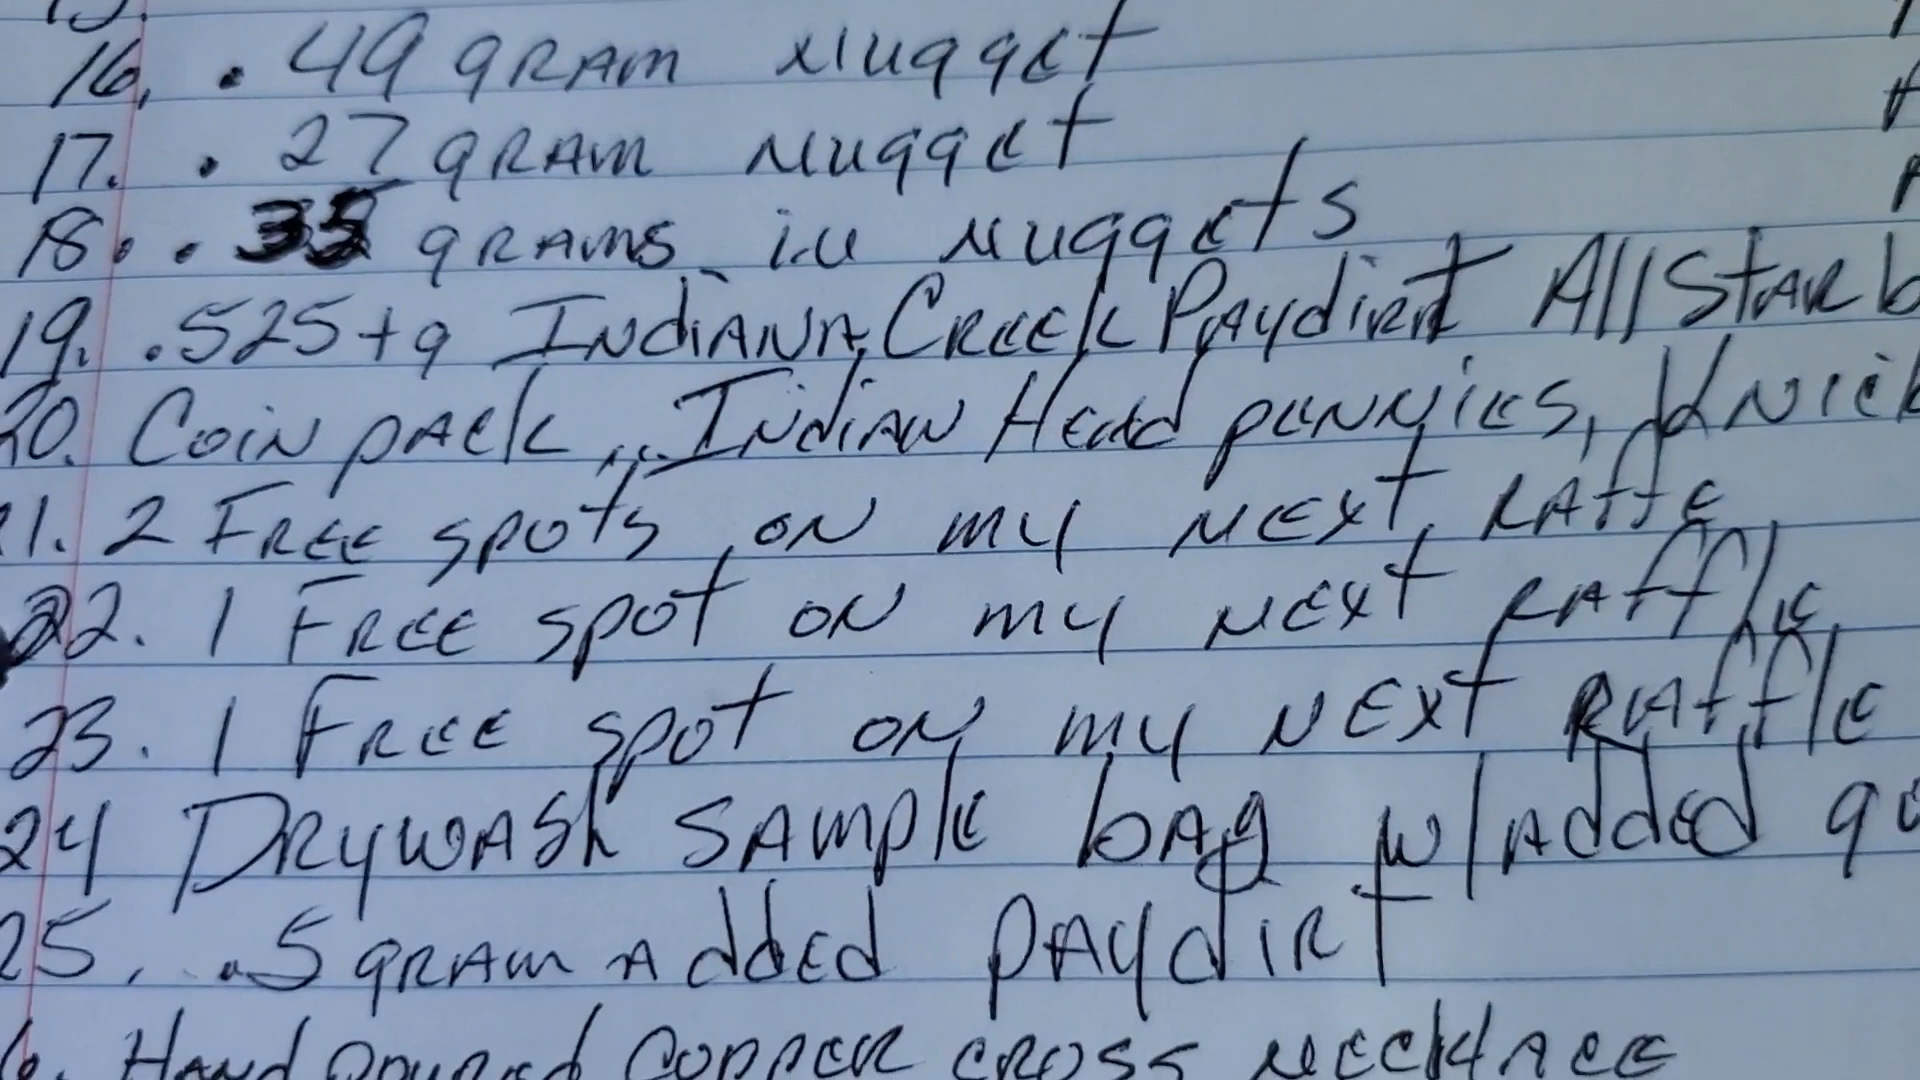 16. .49 gram Nugget
17. .27 gram Nugget
18. .35 grams in Nuggets
19. .525+g Indiana Creek Paydirt All Star b
20. Coin pack... Indian Head pennies,
21. 2 Free spots on my next Raffe
22. 1 Free spot on my next raffle
23. 1 Free spot on my next Raffle
24 Drywash sample bag w/added
25. .5 gram Added paydirt
Hand poured copper cross necklace